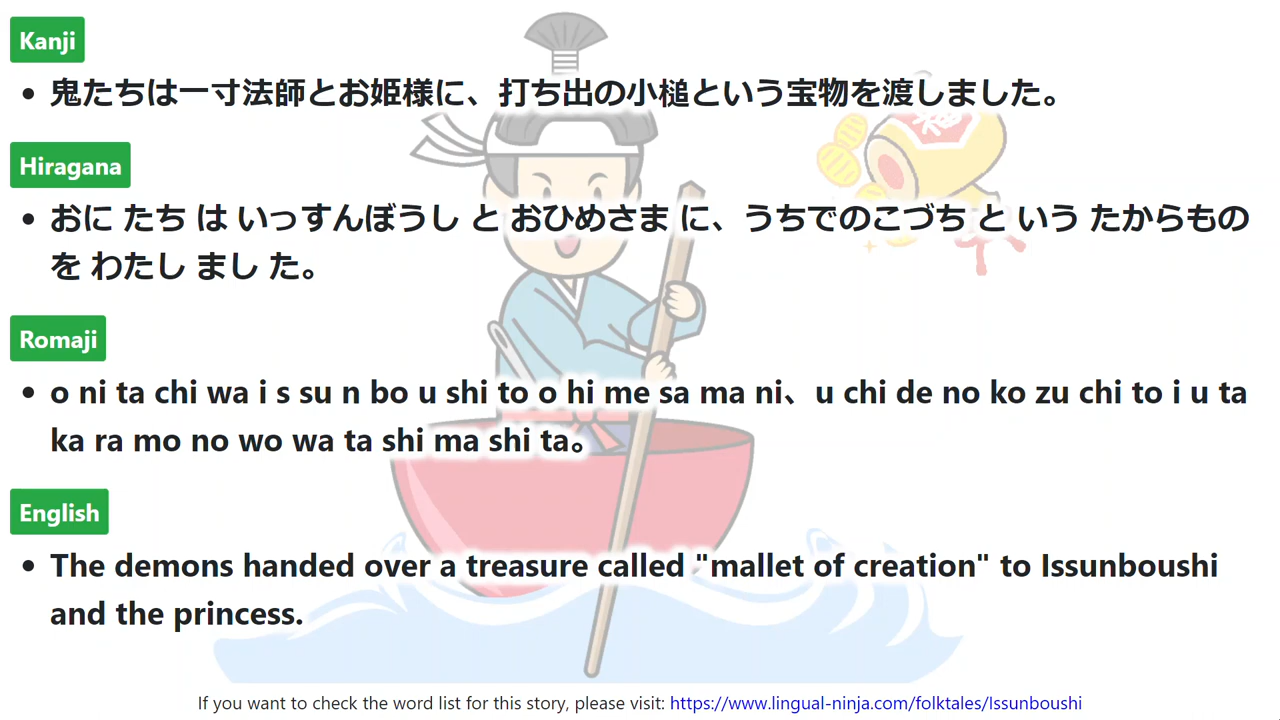 Kanji
• 鬼たちは一寸法師とお姫様に、打ち出の小槌という宝物を渡しました。
Hiragana
• おに たち は いっすんぼうし と おひめさま に、うちでのこづち と いう たからもの
を わたし まし た。
Romaji
• o ni ta chi wa i s su n bo u shi to o hi me sa ma ni、u chi de no ko zu chi to i u ta
ka ra mo no wo wa ta shi ma shi ta。
English
• The demons handed over a treasure called "mallet of creation" to Issunboushi
and the princess.
If you want to check the word list for this story, please visit: https://www.lingual-ninja.com/folktales/Issunboushi
福